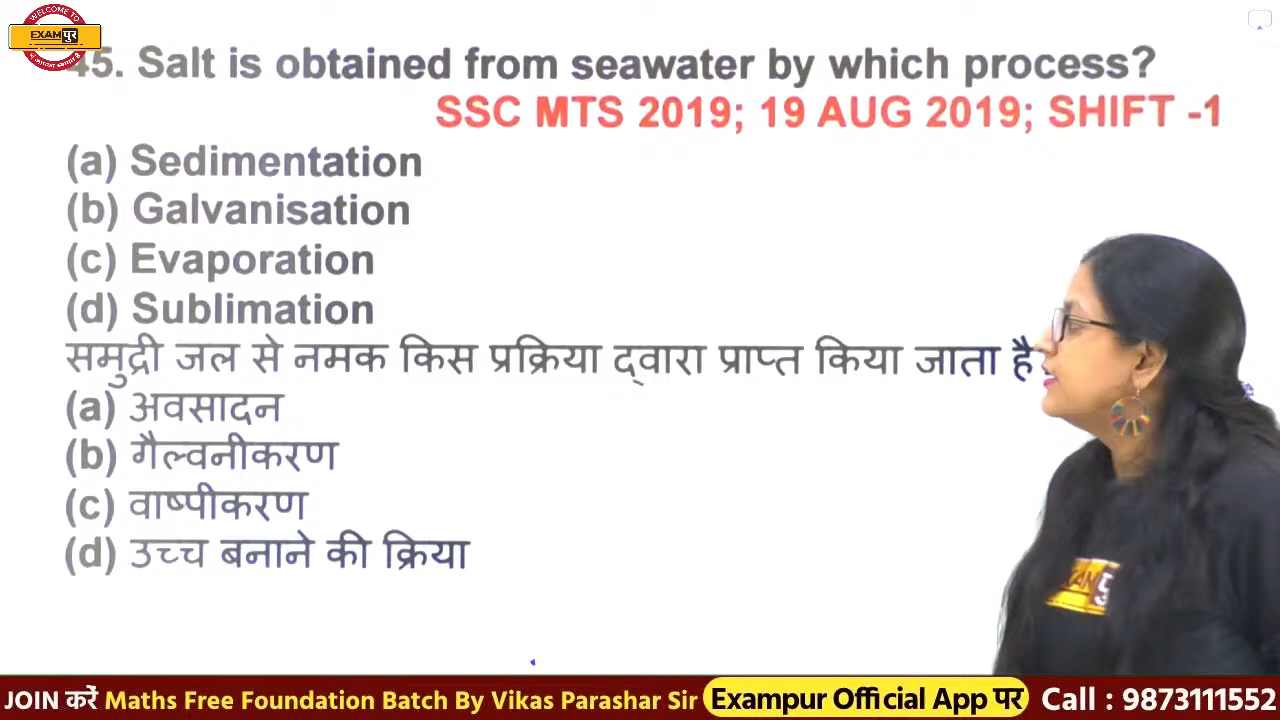 WELCOME TO
EXAMपुर
45. Salt is obtained from seawater by which process?
SSC MTS 2019; 19 AUG 2019; SHIFT -1
(a) Sedimentation
(b) Galvanisation
(c) Evaporation
(d) Sublimation
समुद्री जल से नमक किस प्रक्रिया द्वारा प्राप्त किया जाता है
(a) अवसादन
(b) गैल्वनीकरण
(c) वाष्पीकरण
(d) उच्च बनाने की क्रिया
JOIN करें Maths Free Foundation Batch By Vikas Parashar Sir Exampur Official App पर Call : 9873111552